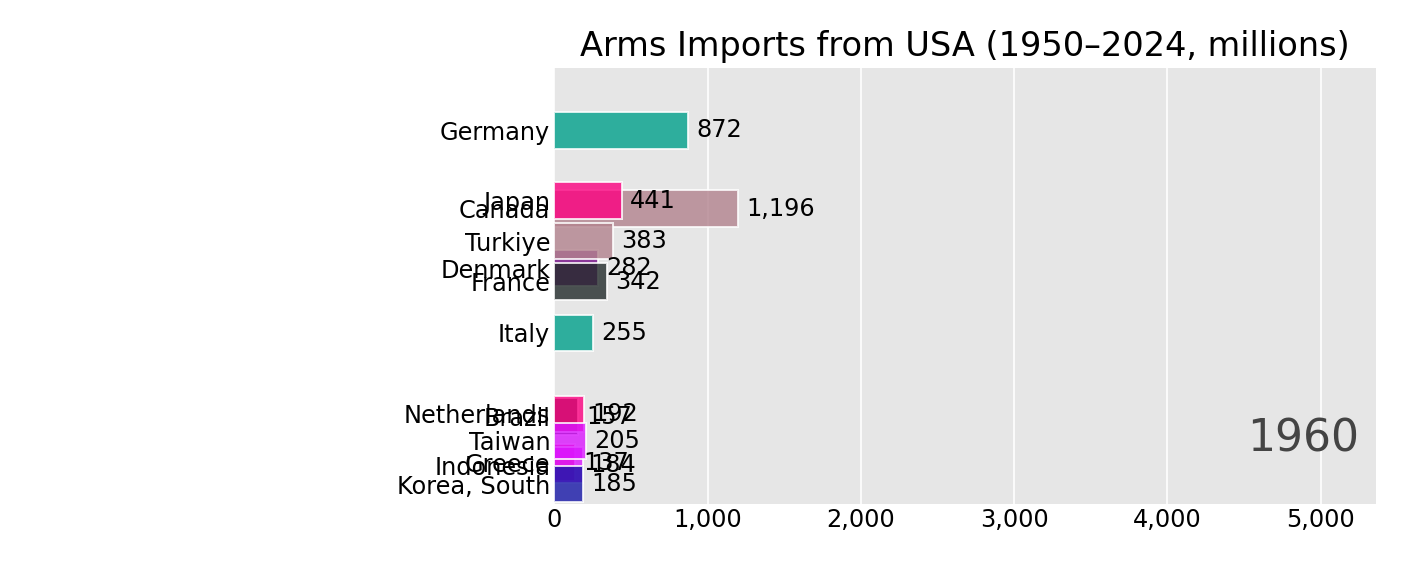 Arms Imports from USA (1950–2024, millions)
Germany 872
Japan 441
Canada 1,196
Turkiye 383
Denmark 282
France 342
Italy 255
Netherlands 192
Brazil 157
Taiwan 205
Greece 137
Indonesia 184
Korea, South 185
1960
0 1,000 2,000 3,000 4,000 5,000